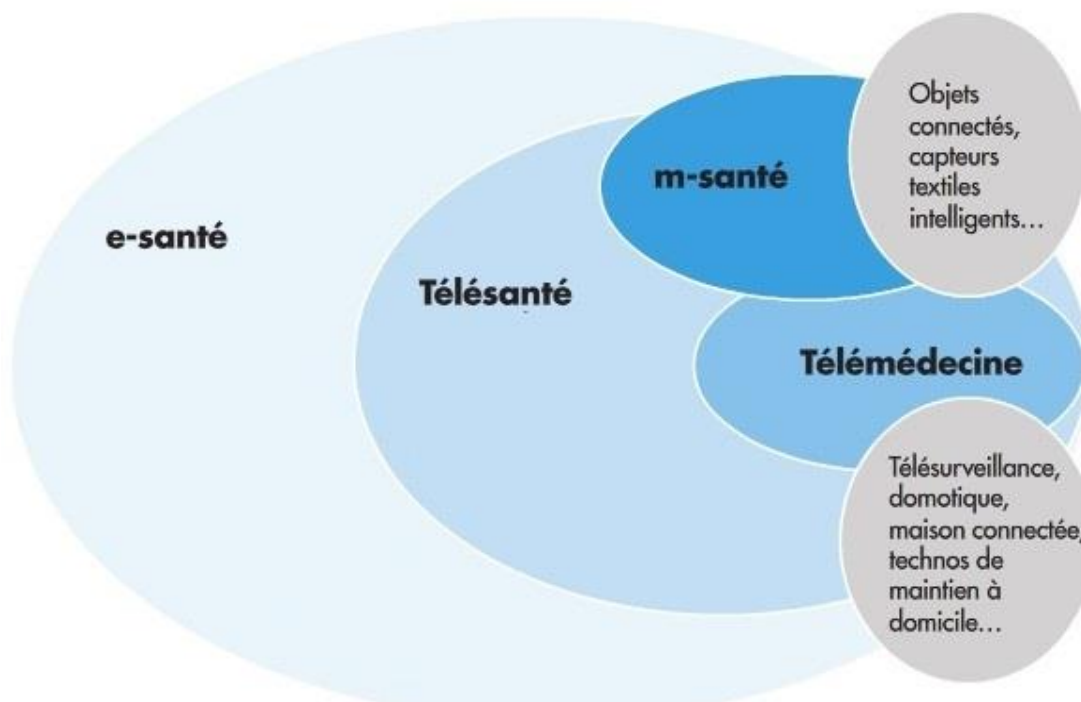 e-santé
Télésanté
m-santé
Télémédecine
Objets
connectés,
capteurs
textiles
intelligents...
Télésurveillance,
domotique,
maison connectée,
technos de
maintien à
domicile...